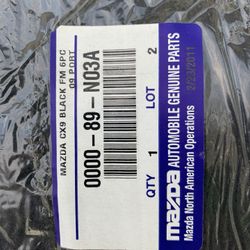 MAZDA CX9 BLACK FM 6PC
09 PORT
0000-89-N03A
QTY 1 LOT 2
mazda AUTOMOBILE GENUINE PARTS
Mazda North American Operations
2/23/2011